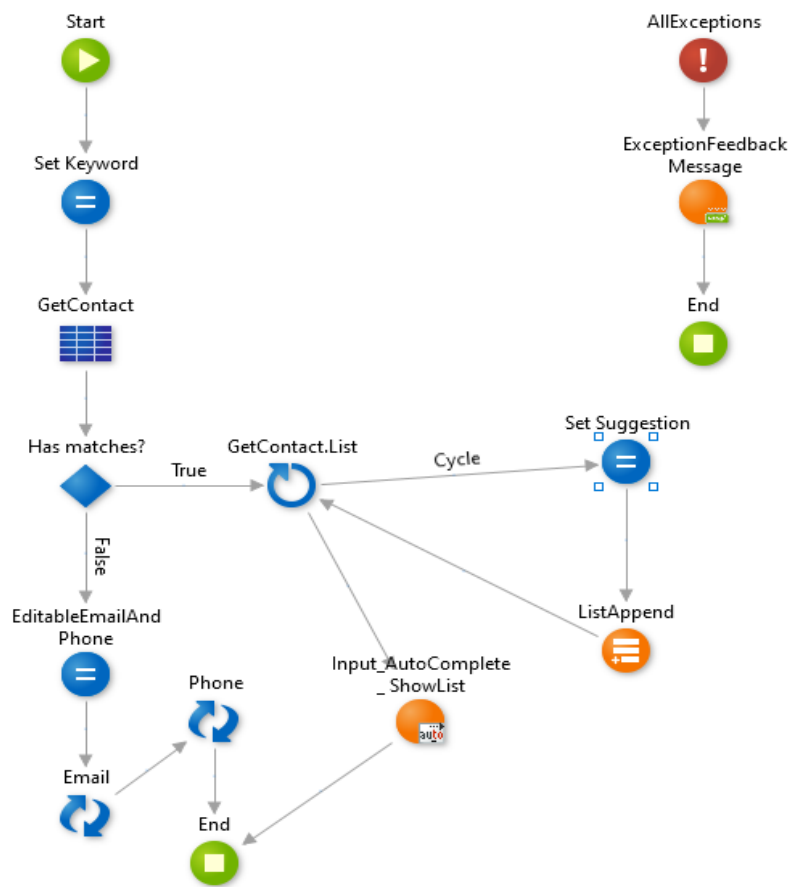 Start
AllExceptions
Set Keyword
ExceptionFeedback
Message
GetContact
End
Has matches?
True
GetContact.List
Cycle
Set Suggestion
False
EditableEmailAnd
Phone
ListAppend
Input_AutoComplete
_ShowList
auto
Phone
Email
End